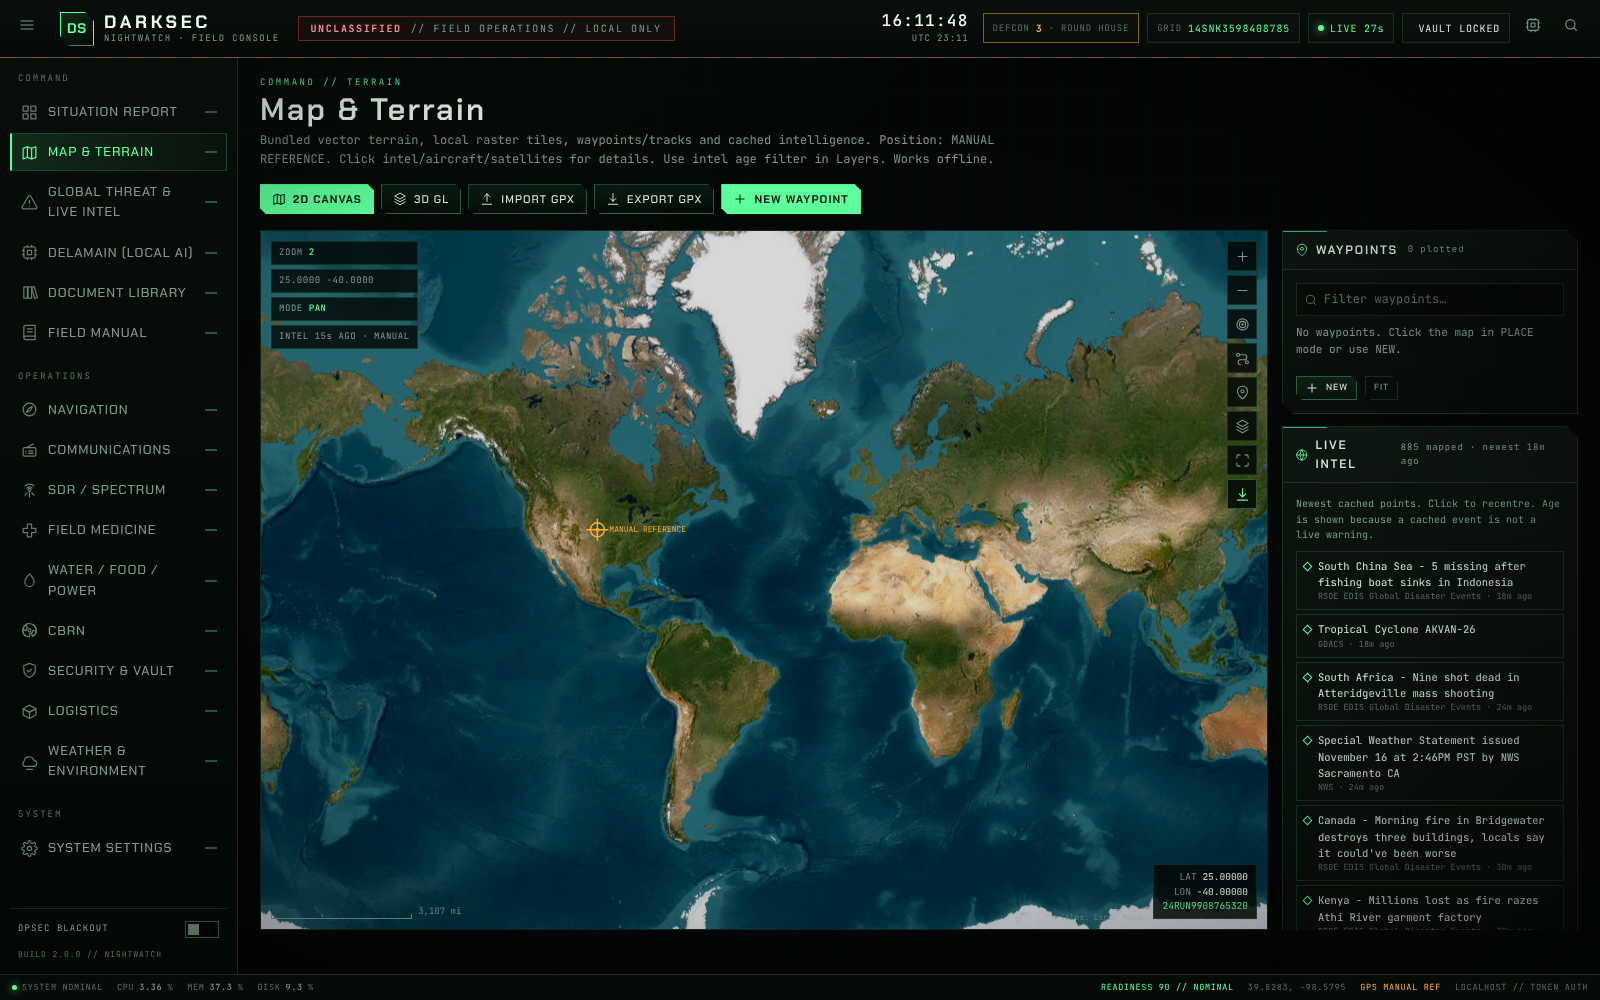 DS
DARKSEC
NIGHTWATCH · FIELD CONSOLE
UNCLASSIFIED // FIELD OPERATIONS // LOCAL ONLY
16:11:48
UTC 23:11
DEFCON 3 · ROUND HOUSE
GRID 14SNK3598408785
LIVE 27s
VAULT LOCKED
COMMAND
SITUATION REPORT
MAP & TERRAIN
GLOBAL THREAT &
LIVE INTEL
DELAMAIN (LOCAL AI)
DOCUMENT LIBRARY
FIELD MANUAL
OPERATIONS
NAVIGATION
COMMUNICATIONS
SDR / SPECTRUM
FIELD MEDICINE
WATER / FOOD /
POWER
CBRN
SECURITY & VAULT
LOGISTICS
WEATHER &
ENVIRONMENT
SYSTEM
SYSTEM SETTINGS
OPSEC BLACKOUT
BUILD 2.0.0 // NIGHTWATCH
COMMAND // TERRAIN
Map & Terrain
Bundled vector terrain, local raster tiles, waypoints/tracks and cached intelligence. Position: MANUAL
REFERENCE. Click intel/aircraft/satellites for details. Use intel age filter in Layers. Works offline.
2D CANVAS
3D GL
IMPORT GPX
EXPORT GPX
NEW WAYPOINT
ZOOM 2
25.0000 -40.0000
MODE PAN
INTEL 15s AGO · MANUAL
MANUAL REFERENCE
3,107 mi
LAT 25.00000
LON -40.00000
24RUN9908765320
WAYPOINTS 0 plotted
Filter waypoints…
No waypoints. Click the map in PLACE
mode or use NEW.
NEW
FIT
LIVE
INTEL
885 mapped · newest 18m
ago
Newest cached points. Click to recentre. Age
is shown because a cached event is not a
live warning.
South China Sea - 5 missing after
fishing boat sinks in Indonesia
RSOE EDIS Global Disaster Events · 18m ago
Tropical Cyclone AKVAN-26
GDACS · 18m ago
South Africa - Nine shot dead in
Atteridgeville mass shooting
RSOE EDIS Global Disaster Events · 24m ago
Special Weather Statement issued
November 16 at 2:46PM PST by NWS
Sacramento CA
NWS · 24m ago
Canada - Morning fire in Bridgewater
destroys three buildings, locals say
it could've been worse
RSOE EDIS Global Disaster Events · 30m ago
Kenya - Millions lost as fire razes
Athi River garment factory
SYSTEM NOMINAL
CPU 3.36 %
MEM 37.3 %
DISK 9.3 %
READINESS 90 // NOMINAL
39.8283, -98.5795
GPS MANUAL REF
LOCALHOST // TOKEN AUTH